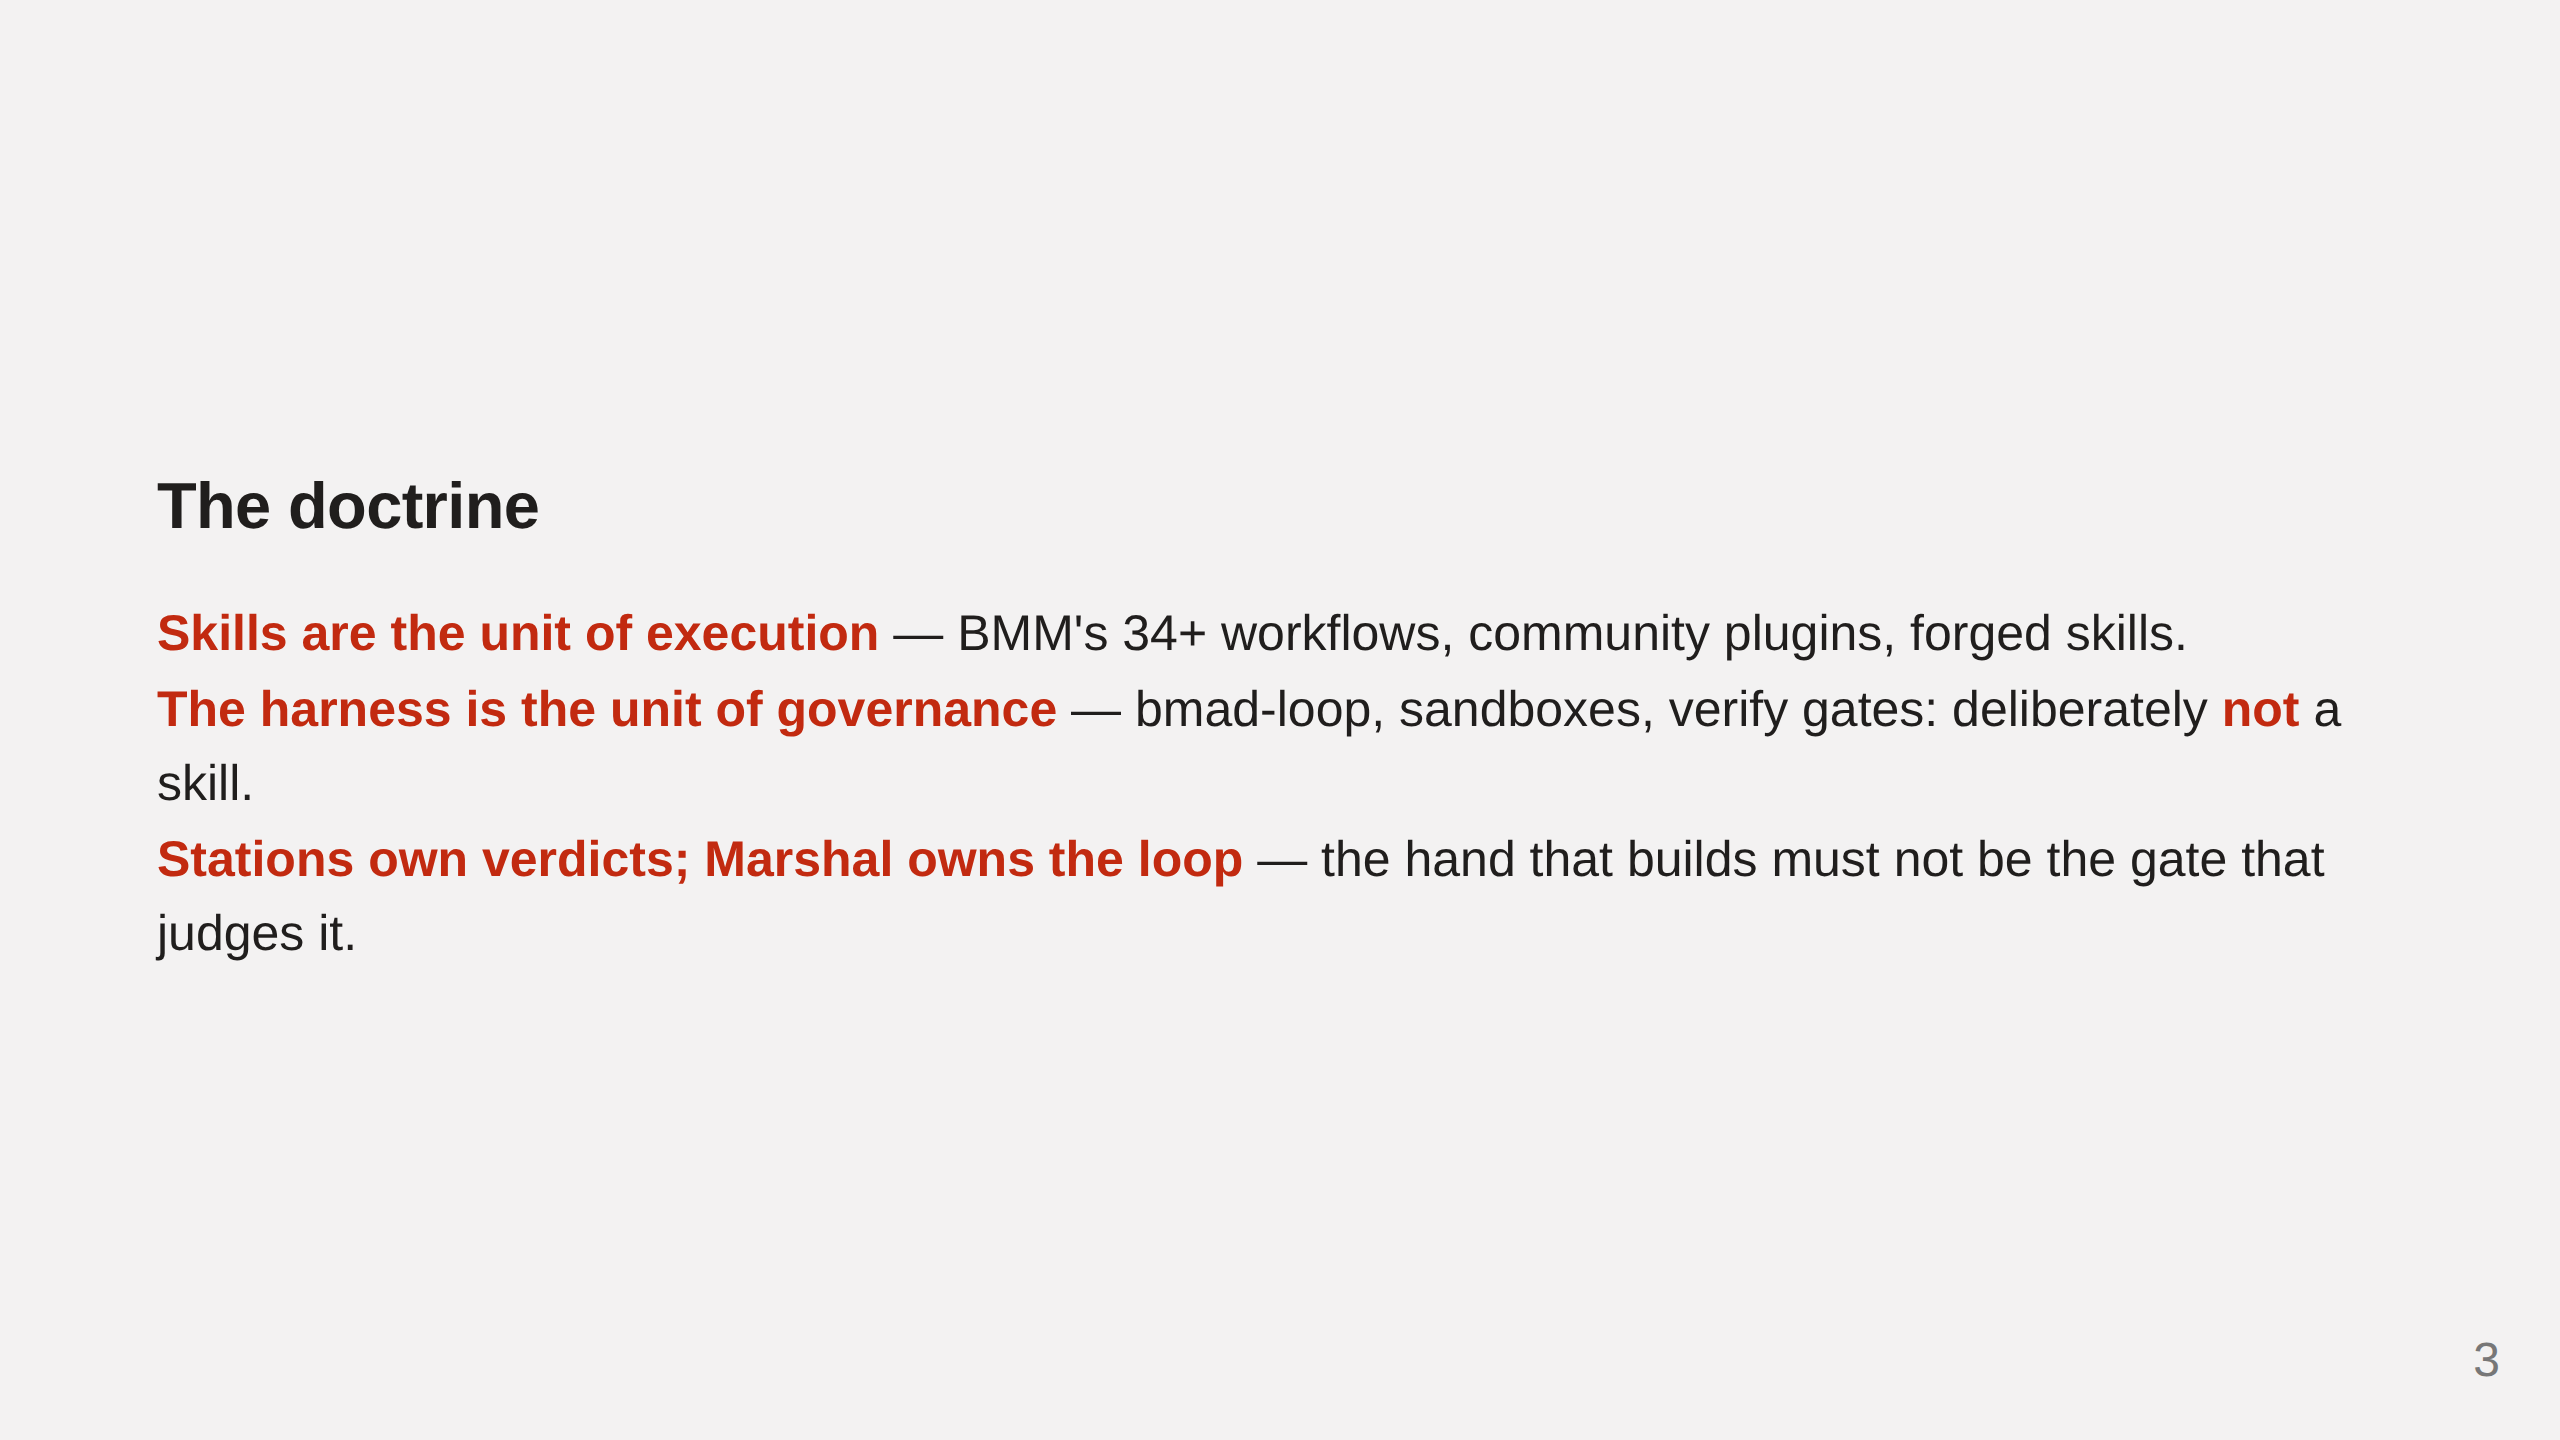 The doctrine
Skills are the unit of execution — BMM's 34+ workflows, community plugins, forged skills.
The harness is the unit of governance — bmad-loop, sandboxes, verify gates: deliberately not a
skill.
Stations own verdicts; Marshal owns the loop — the hand that builds must not be the gate that
judges it.
3